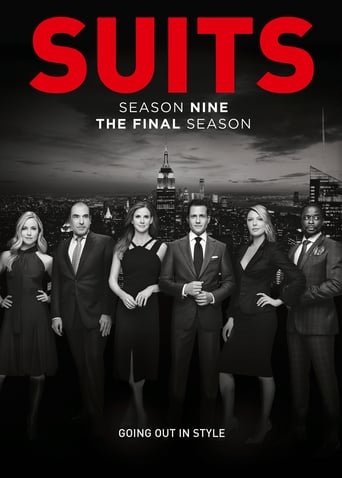 SUITS
SEASON NINE
THE FINAL SEASON
GOING OUT IN STYLE